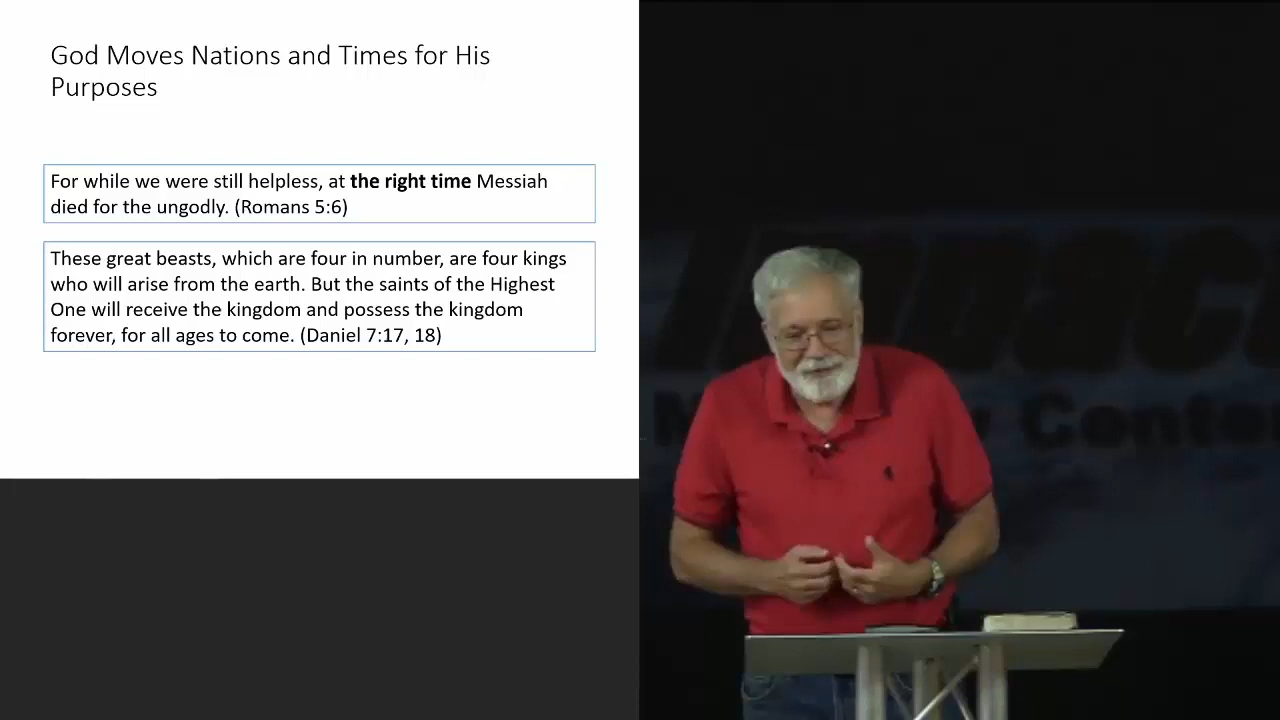 God Moves Nations and Times for His
Purposes
For while we were still helpless, at the right time Messiah
died for the ungodly. (Romans 5:6)
These great beasts, which are four in number, are four kings
who will arise from the earth. But the saints of the Highest
One will receive the kingdom and possess the kingdom
forever, for all ages to come. (Daniel 7:17, 18)